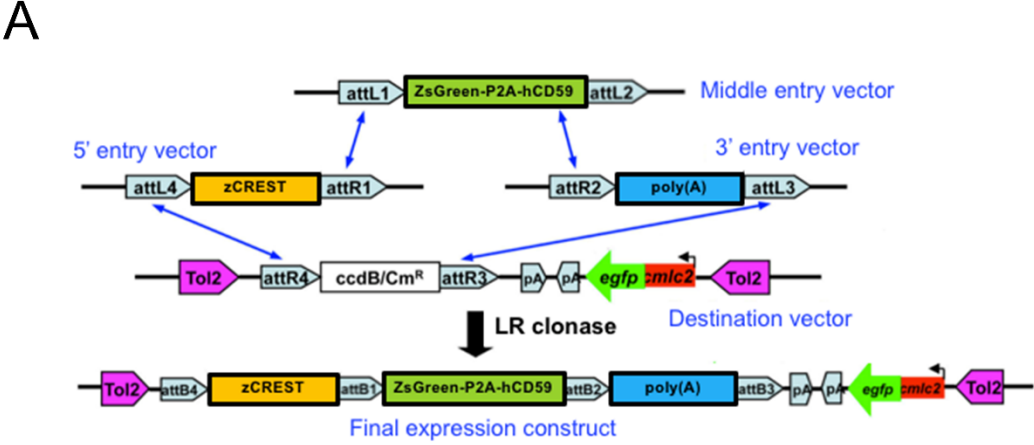 A
attL1 ZsGreen-P2A-hCD59 attL2 Middle entry vector
5' entry vector 3' entry vector
attL4 zCREST attR1 attR2 poly(A) attL3
Tol2 attR4 ccdB/Cmᴿ attR3 pA pA egfp cmlc2 Tol2
LR clonase Destination vector
Tol2 attB4 zCREST attB1 ZsGreen-P2A-hCD59 attB2 poly(A) attB3 pA pA egfp cmlc2 Tol2
Final expression construct